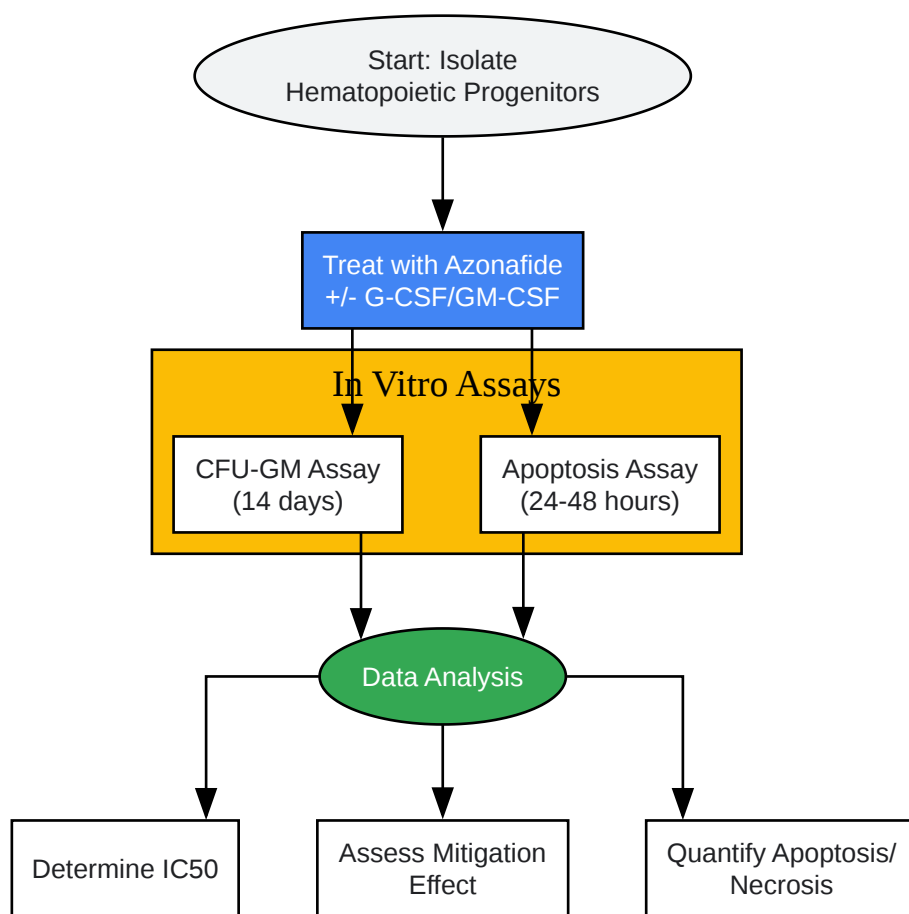 Start: Isolate
Hematopoietic Progenitors
Treat with Azonafide
+/- G-CSF/GM-CSF
In Vitro Assays
CFU-GM Assay
(14 days)
Apoptosis Assay
(24-48 hours)
Data Analysis
Determine IC50
Assess Mitigation
Effect
Quantify Apoptosis/
Necrosis